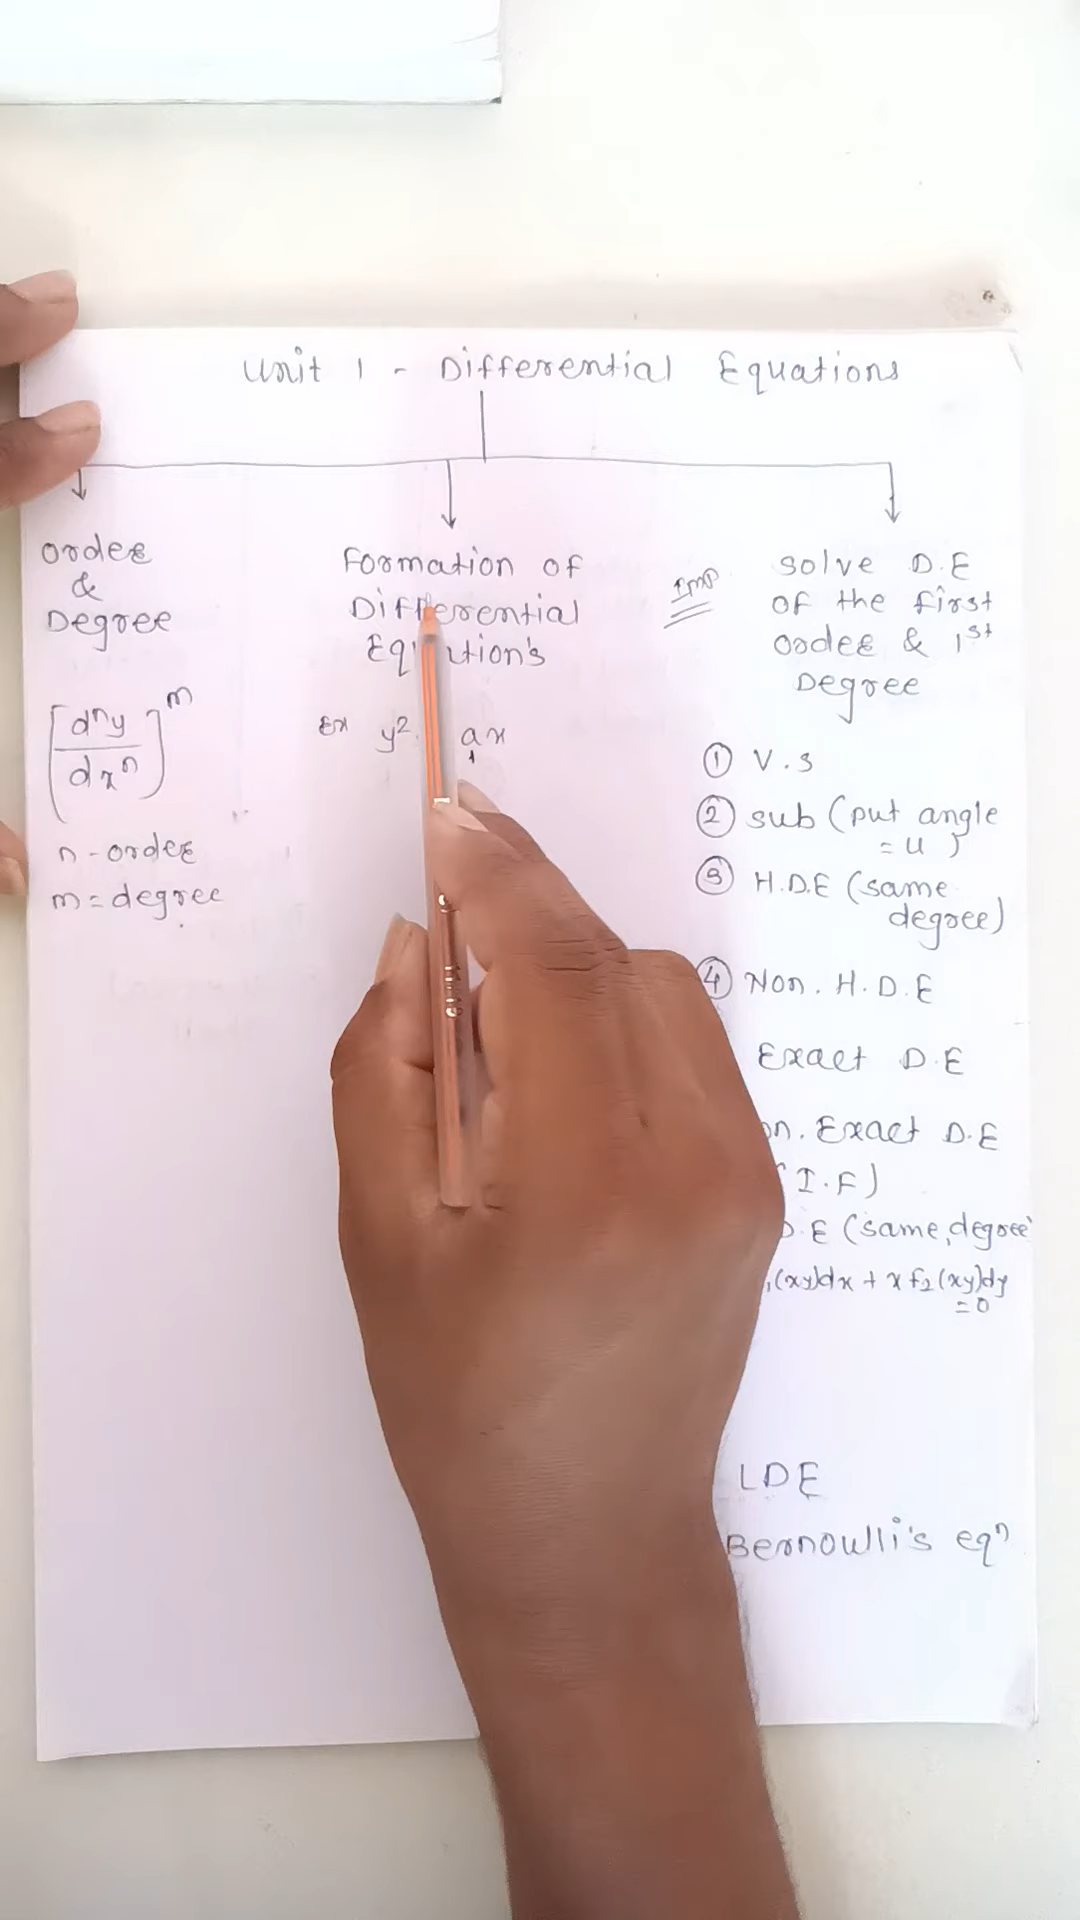 Unit 1 - Differential Equations
Order
&
Degree
[dⁿy/dxⁿ]ᵐ
n - order
m = degree
Formation of
Differential
Equation's
Ex y² ax
Imp
Solve D.E
of the first
order & 1st
Degree
① V.S
② sub (put angle
= u)
③ H.D.E (same
degree)
④ Non. H.D.E
Exact D.E
Exact D.E
I.F)
E (same degree
(xy)dx + x f₂(xy)dy
= 0
LDE
Bernoulli's eqⁿ